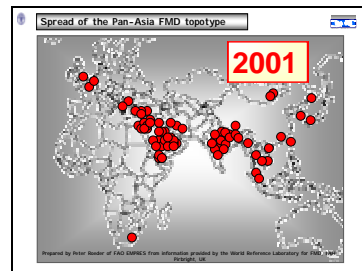 Spread of the Pan-Asia FMD topotype
2001
Prepared by Peter Roeder of FAO EMPRES from information provided by the World Reference Laboratory for FMD, IAH
Pirbright, UK